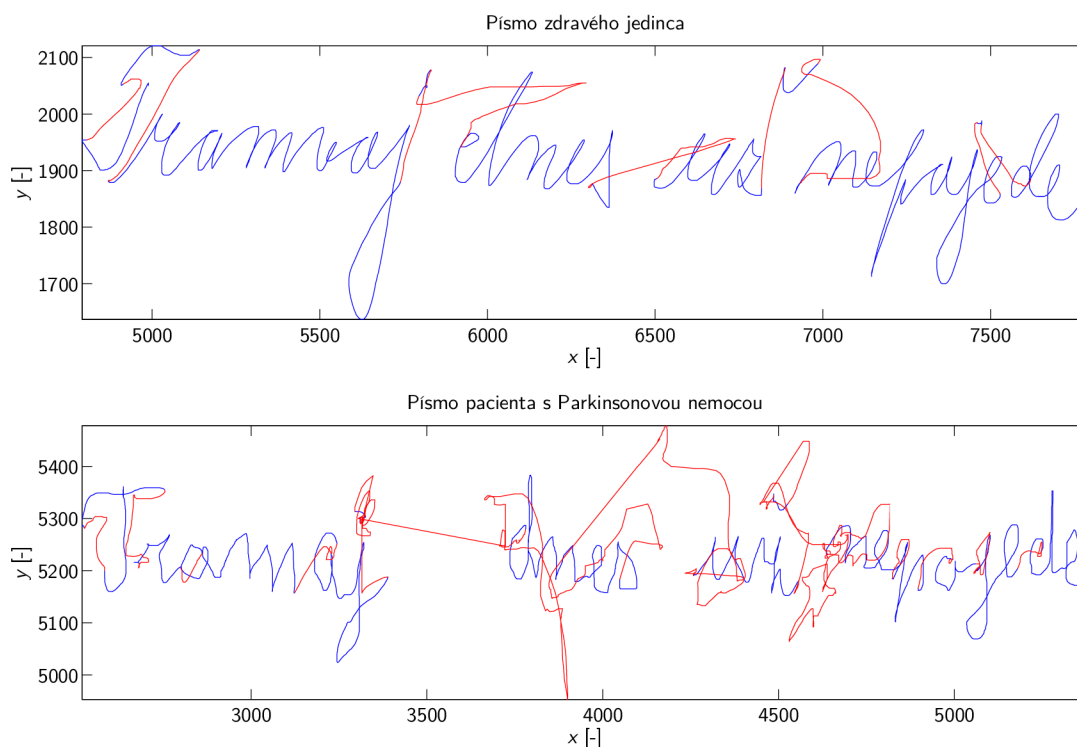 Písmo zdravého jedinca
2100
2000
1900
1800
1700
y [-]
Tramvaj dnes už nepojede
5000 5500 6000 6500 7000 7500
x [-]
Písmo pacienta s Parkinsonovou nemocou
5400
5300
5200
5100
5000
y [-]
Tramvaj dnes už nepojede
3000 3500 4000 4500 5000
x [-]